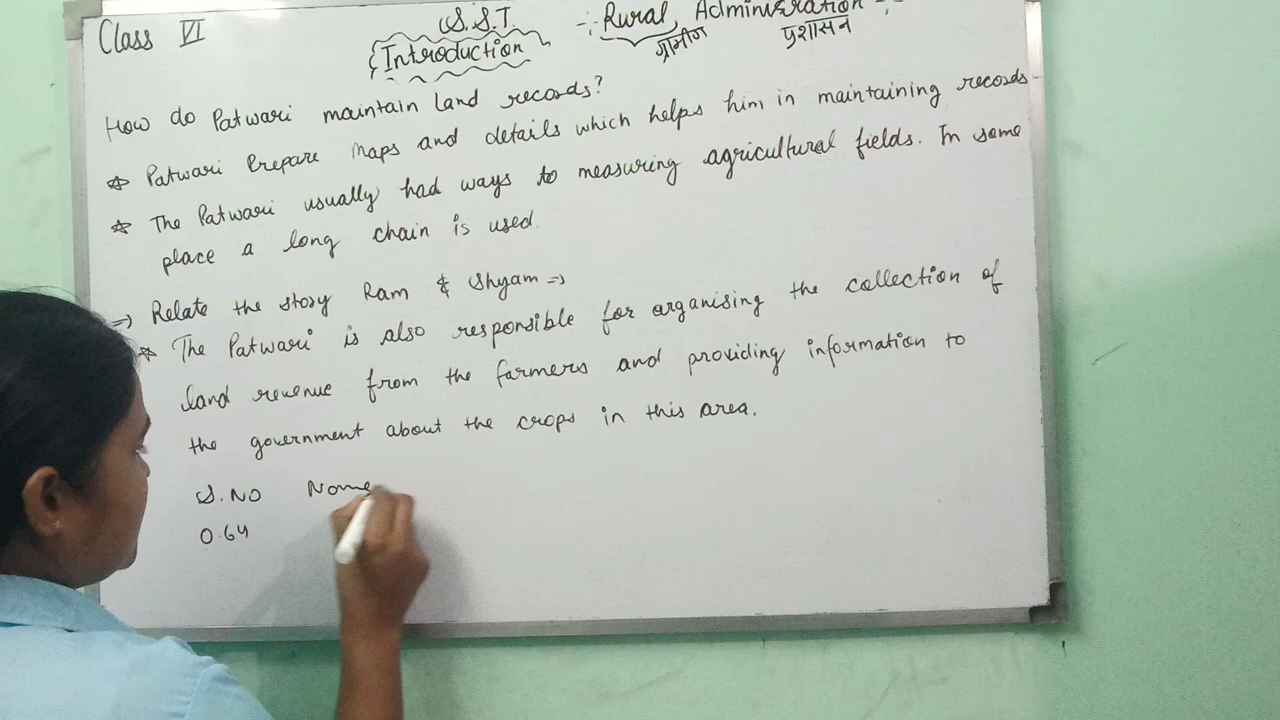 Class VI
S.S.T.
-:- Rural Administration -:
Introduction
ग्रामीण
प्रशासन
How do Patwari maintain land records?
☆ Patwari Prepare Maps and details which helps him in maintaining records
☆ The Patwari usually had ways to measuring agricultural fields. In some
place a long chain is used.
⇒ Relate the story Ram & Shyam ⇒
☆ The Patwari is also responsible for organising the collection of
land revenue from the farmers and providing information to
the government about the crops in this area.
S.NO Name
0.64